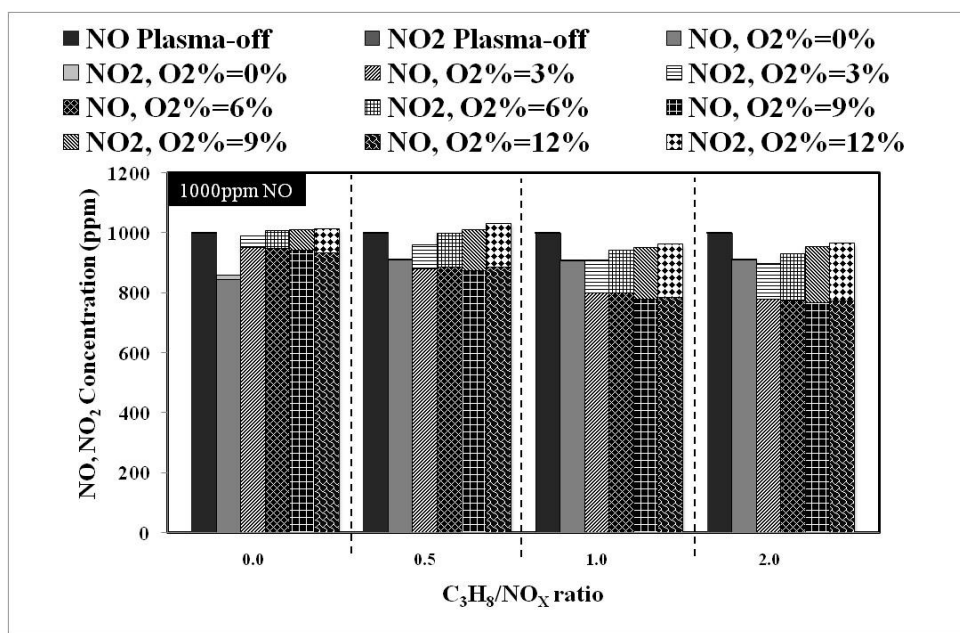 NO Plasma-off NO2 Plasma-off NO, O2%=0%
NO2, O2%=0% NO, O2%=3% NO2, O2%=3%
NO, O2%=6% NO2, O2%=6% NO, O2%=9%
NO2, O2%=9% NO, O2%=12% NO2, O2%=12%
1200
1000ppm NO
1000
800
600
400
200
0
NO, NO₂ Concentration (ppm)
0.0 0.5 1.0 2.0
C₃H₈/NOX ratio